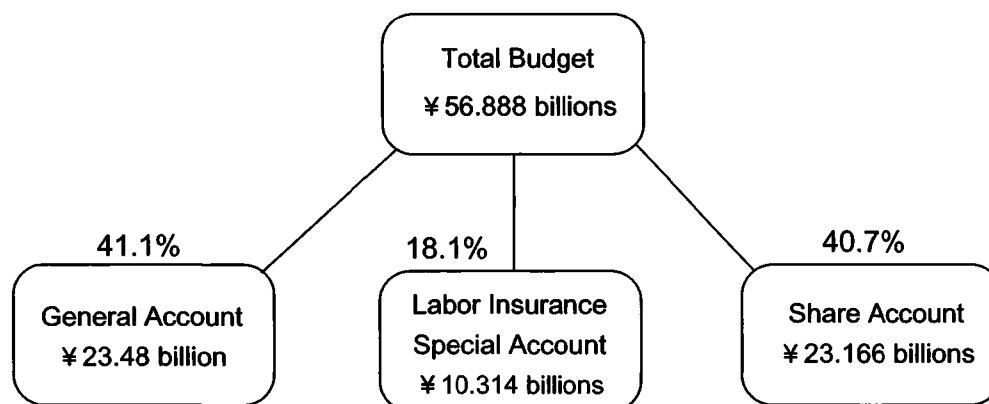 Total Budget
¥56.888 billions
41.1%
18.1%
40.7%
General Account
¥23.48 billion
Labor Insurance
Special Account
¥10.314 billions
Share Account
¥23.166 billions